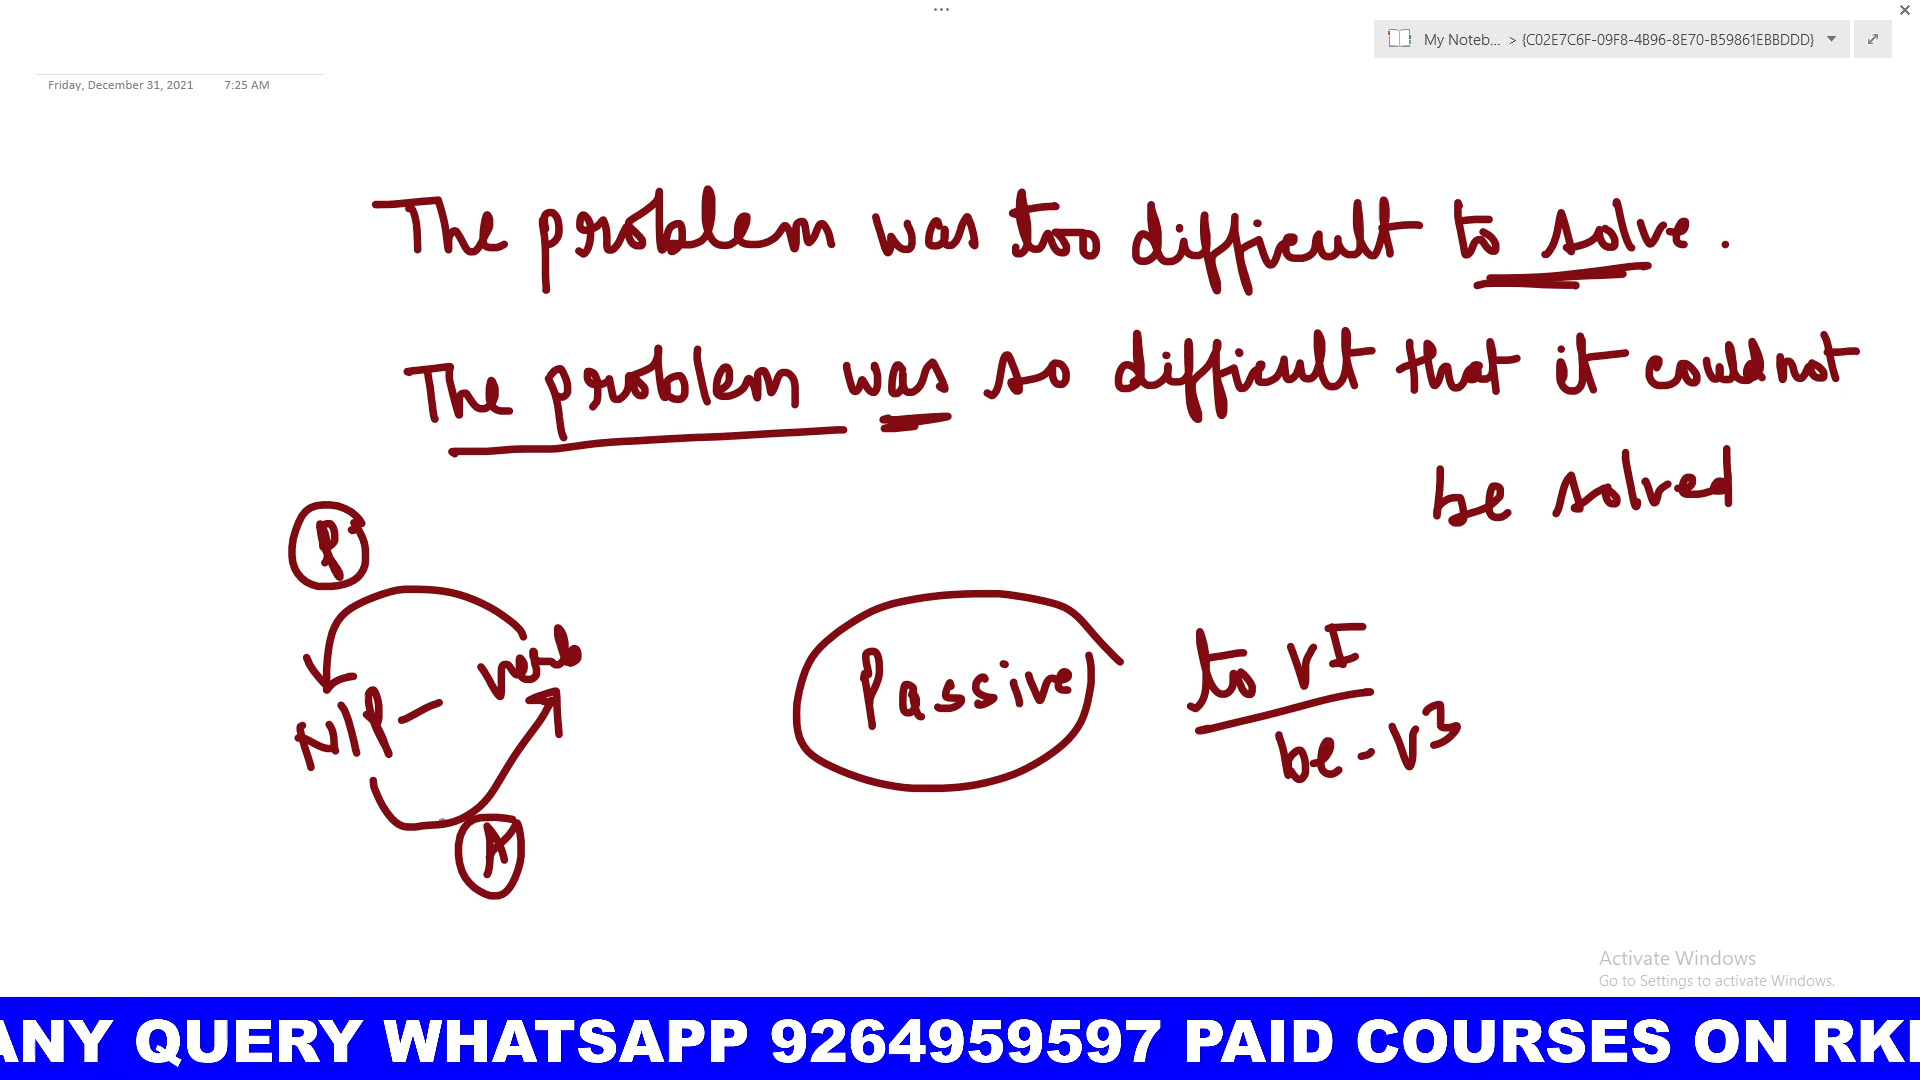 ...
My Noteb... > {C02E7C6F-09F8-4B96-8E70-B59861EBBDDD}
Friday, December 31, 2021 7:25 AM
The problem was too difficult to solve.
The problem was so difficult that it could not
be solved
P
N/P - verb
A
Passive
to VI
be - V3
Activate Windows
Go to Settings to activate Windows.
ANY QUERY WHATSAPP 9264959597 PAID COURSES ON RK